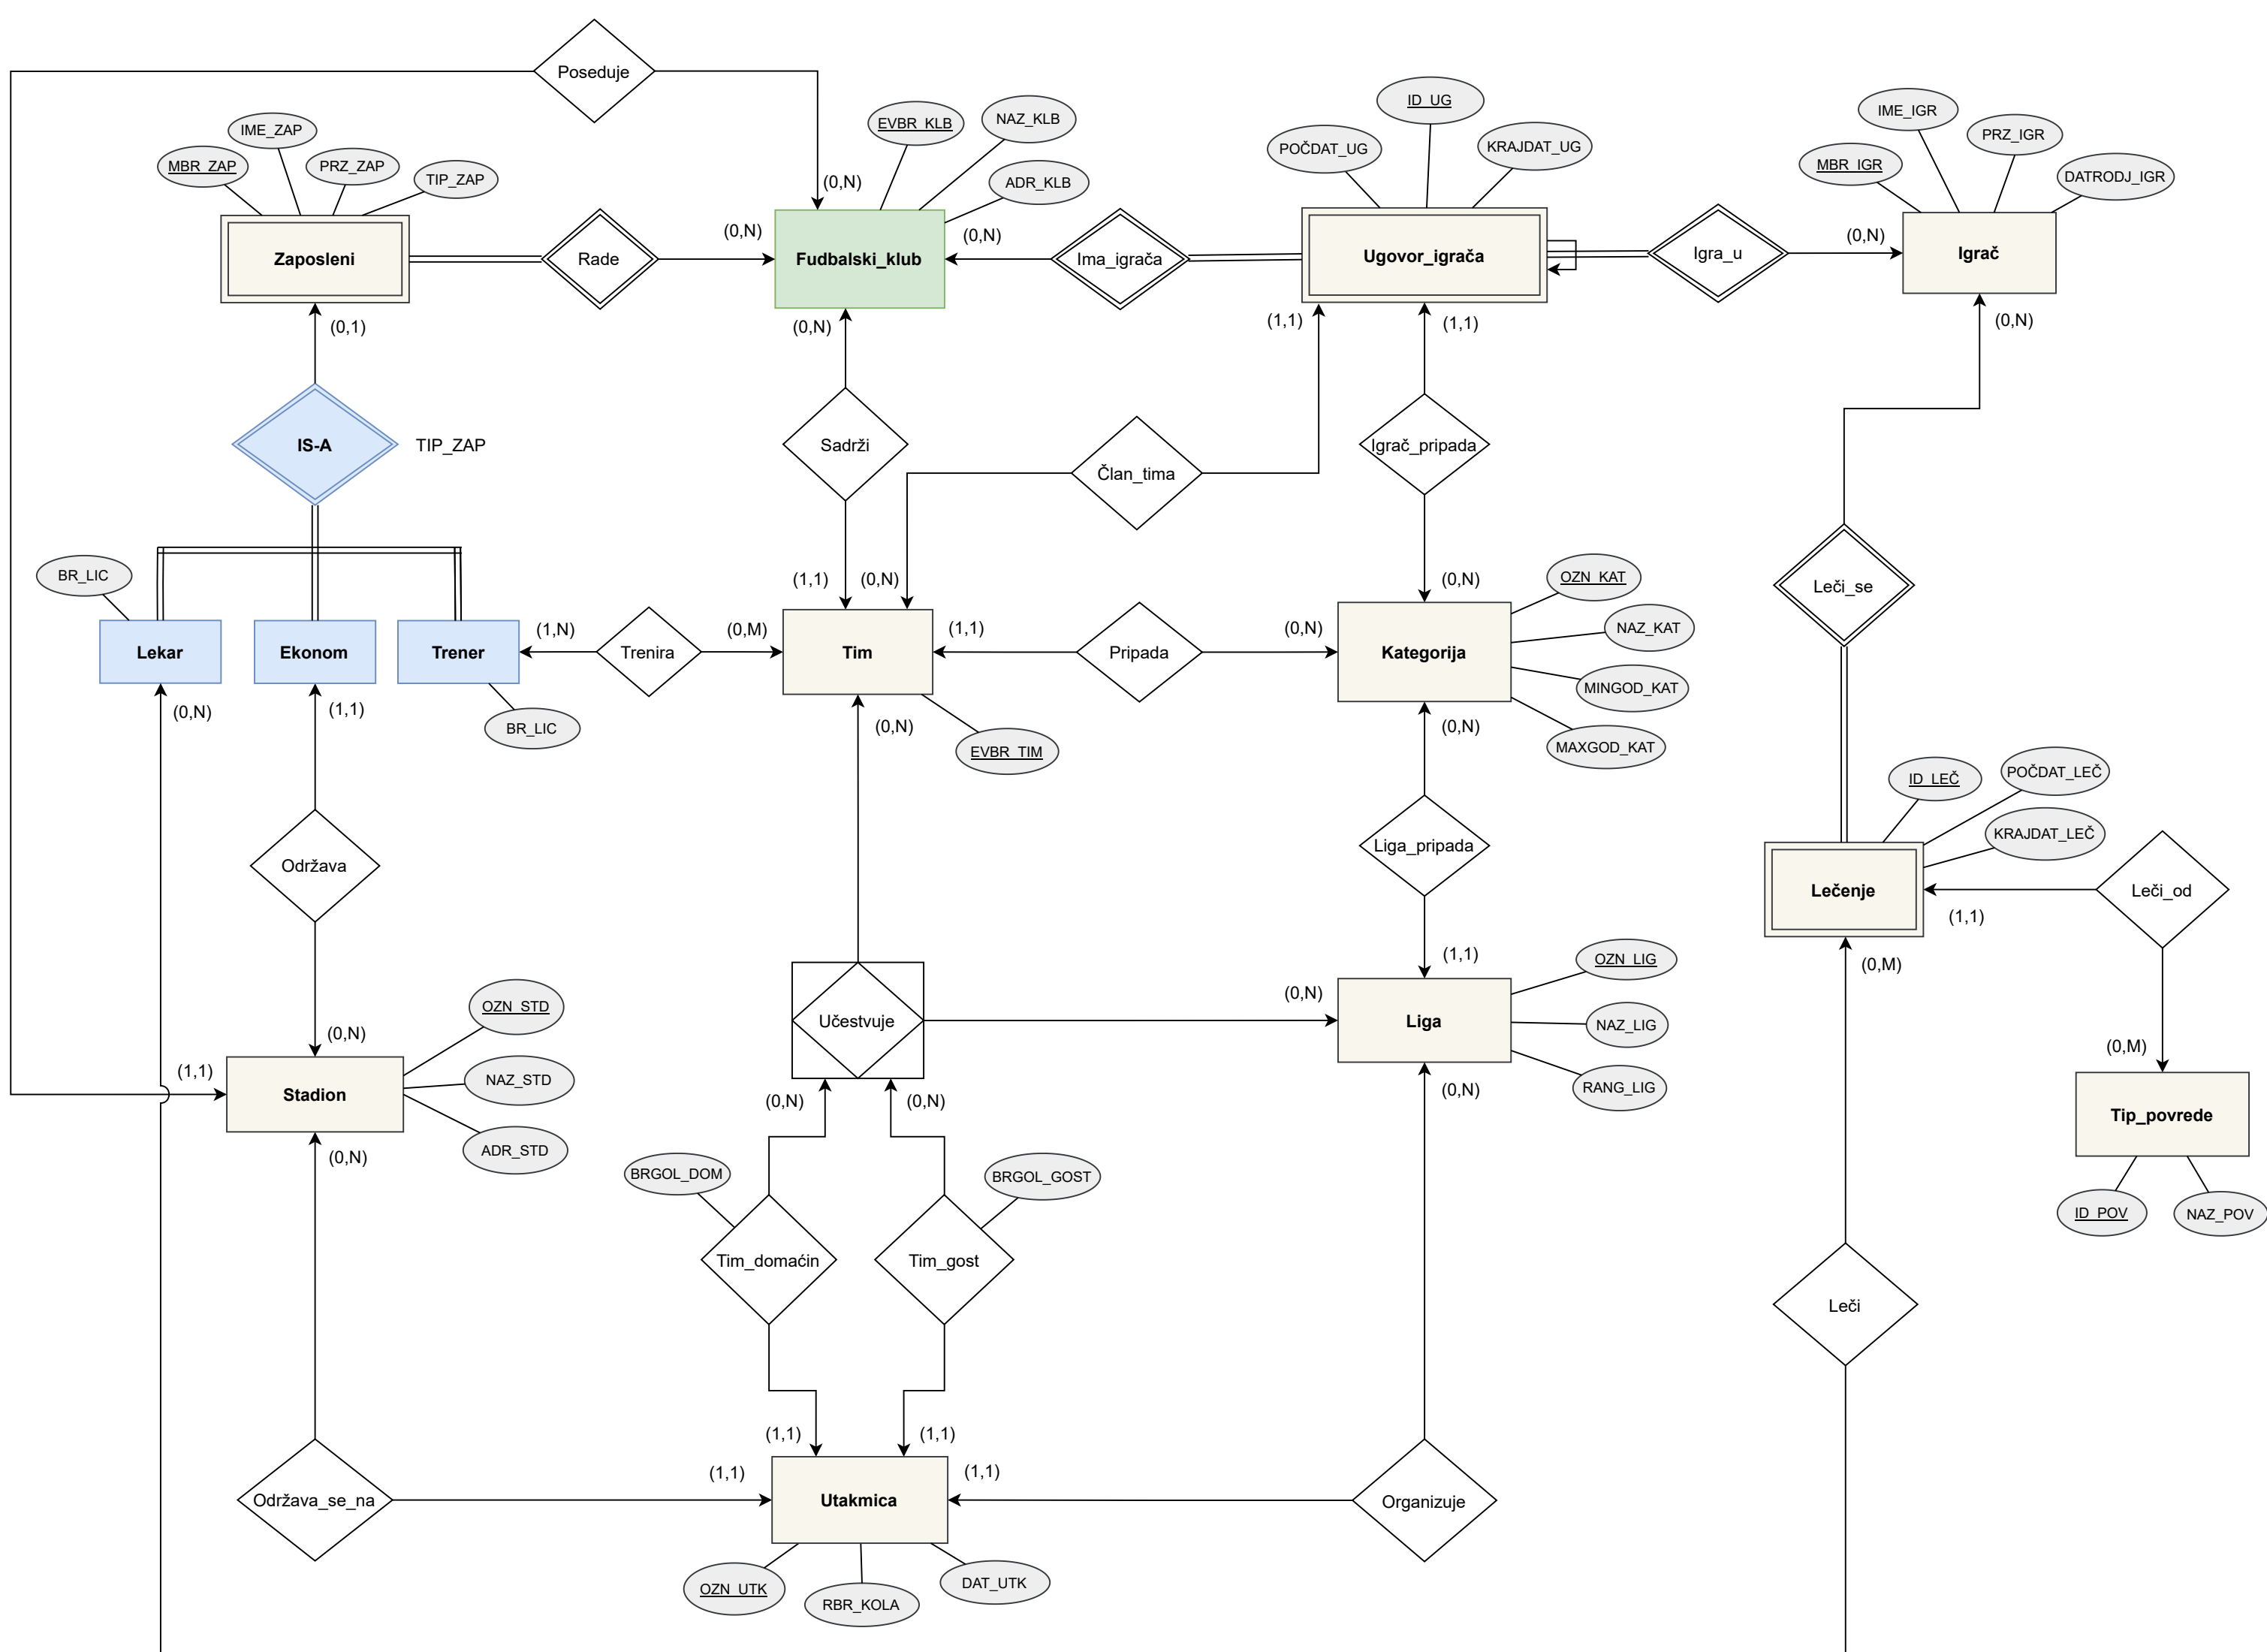 Poseduje
IME_ZAP
MBR_ZAP
PRZ_ZAP
TIP_ZAP
EVBR_KLB
NAZ_KLB
ADR_KLB
ID_UG
POČDAT_UG
KRAJDAT_UG
IME_IGR
MBR_IGR
PRZ_IGR
DATRODJ_IGR
(0,N)
Zaposleni
Rade
(0,N)
Fudbalski_klub
(0,N)
Ima_igrača
Ugovor_igrača
Igra_u
(0,N)
Igrač
(0,1)
(0,N)
(1,1)
(1,1)
(0,N)
IS-A
TIP_ZAP
Sadrži
Član_tima
Igrač_pripada
BR_LIC
(1,1)
(0,N)
(0,N)
OZN_KAT
Leči_se
Lekar
Ekonom
Trener
(1,N)
Trenira
(0,M)
Tim
(1,1)
Pripada
(0,N)
Kategorija
NAZ_KAT
MINGOD_KAT
MAXGOD_KAT
(0,N)
(1,1)
BR_LIC
(0,N)
EVBR_TIM
(0,N)
ID_LEČ
POČDAT_LEČ
KRAJDAT_LEČ
Održava
Liga_pripada
Lečenje
(1,1)
Leči_od
(1,1)
OZN_LIG
(0,M)
OZN_STD
(0,N)
Učestvuje
(0,N)
Liga
NAZ_LIG
RANG_LIG
(0,M)
(1,1)
Stadion
NAZ_STD
ADR_STD
(0,N)
(0,N)
(0,N)
(0,N)
Tip_povrede
BRGOL_DOM
BRGOL_GOST
ID_POV
NAZ_POV
Tim_domaćin
Tim_gost
Leči
(1,1)
(1,1)
Održava_se_na
(1,1)
Utakmica
(1,1)
Organizuje
OZN_UTK
RBR_KOLA
DAT_UTK